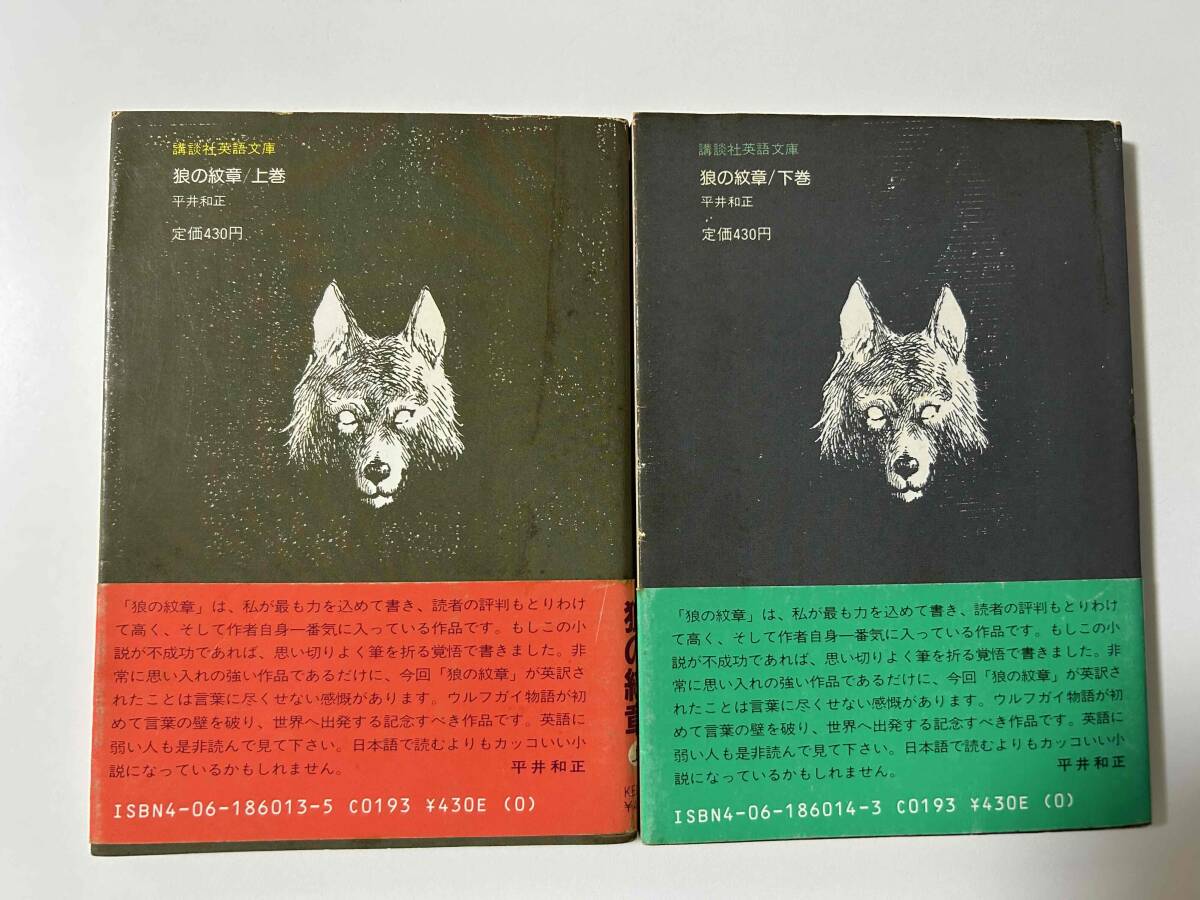 講談社英語文庫
狼の紋章/上巻
平井和正
定価430円
「狼の紋章」は、私が最も力を込めて書き、読者の評判もとりわけ
て高く、そして作者自身一番気に入っている作品です。もしこの小
説が不成功であれば、思い切りよく筆を折る覚悟で書きました。非
常に思い入れの強い作品であるだけに、今回「狼の紋章」が英訳さ
れたことは言葉に尽くせない感慨があります。ウルフガイ物語が初
めて言葉の壁を破り、世界へ出発する記念すべき作品です。英語に
弱い人も是非読んで見て下さい。日本語で読むよりもカッコいい小
説になっているかもしれません。
平井和正
ISBN4-06-186013-5 C0193 ¥430E (0)
狼の紋章
講談社英語文庫
狼の紋章/下巻
平井和正
定価430円
「狼の紋章」は、私が最も力を込めて書き、読者の評判もとりわけ
て高く、そして作者自身一番気に入っている作品です。もしこの小
説が不成功であれば、思い切りよく筆を折る覚悟で書きました。非
常に思い入れの強い作品であるだけに、今回「狼の紋章」が英訳さ
れたことは言葉に尽くせない感慨があります。ウルフガイ物語が初
めて言葉の壁を破り、世界へ出発する記念すべき作品です。英語に
弱い人も是非読んで見て下さい。日本語で読むよりもカッコいい小
説になっているかもしれません。
平井和正
ISBN4-06-186014-3 C0193 ¥430E (0)